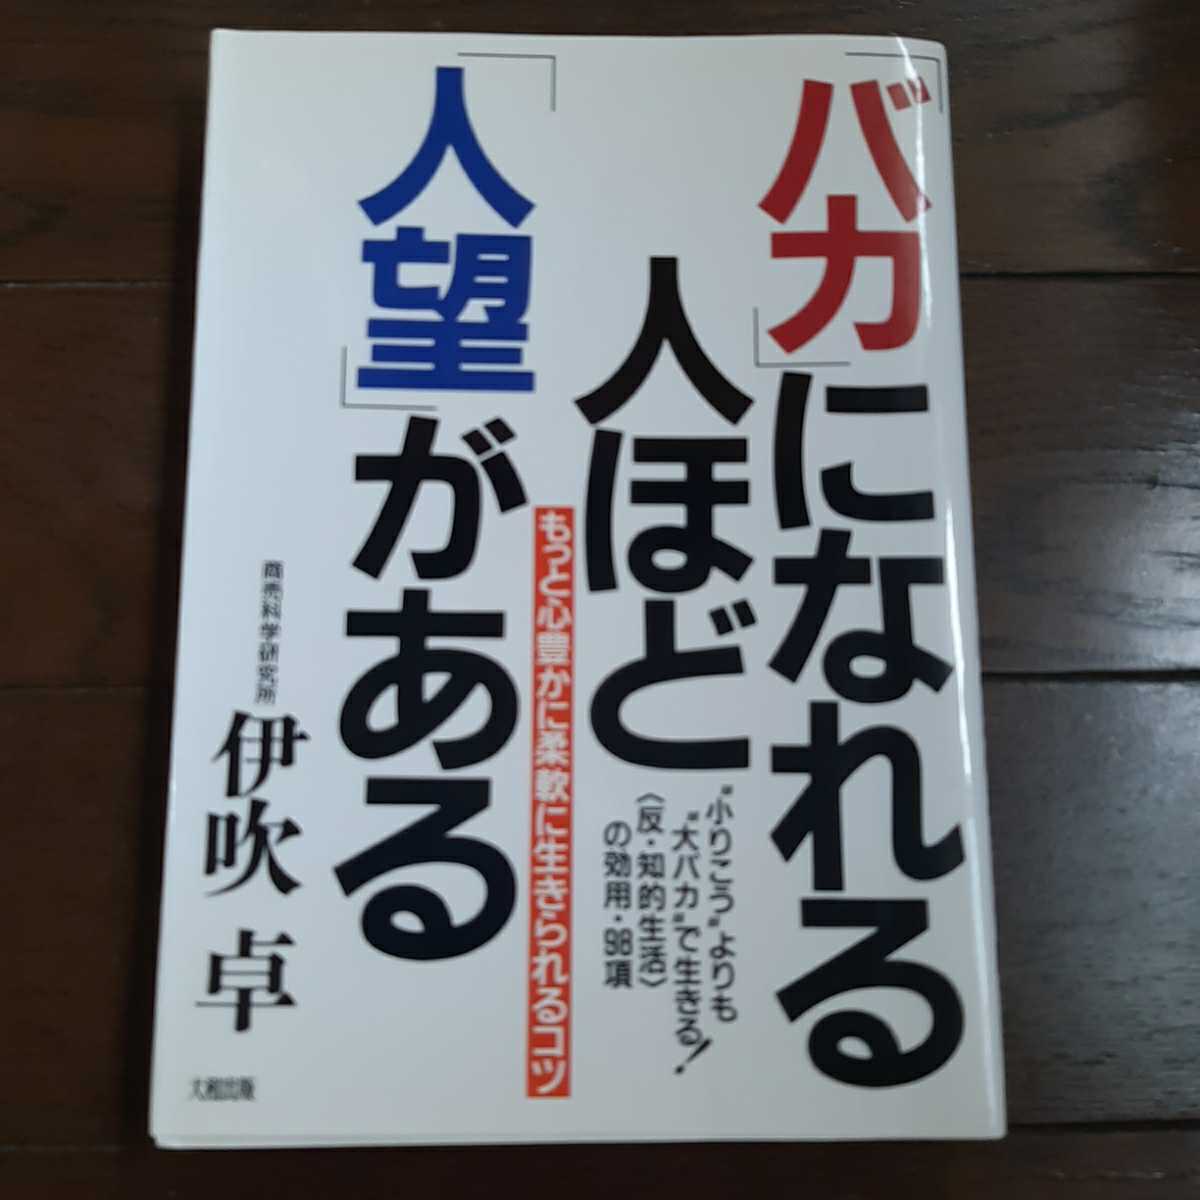 「バカ」になれる
人ほど
「人望」がある
“小りこう”よりも
“大バカ”で生きる!
〈反・知的生活〉
の効用・98項
もっと心豊かに柔軟に生きられるコツ
商売科学研究所
伊吹 卓
大和出版